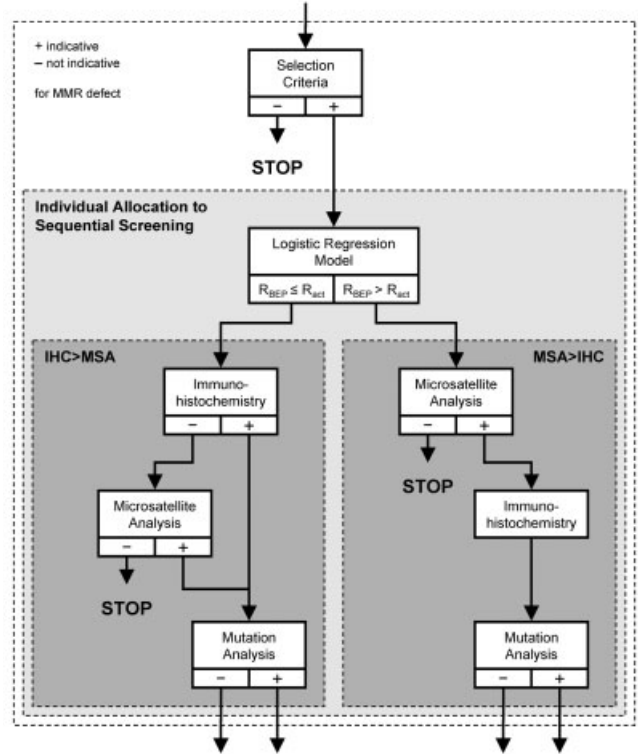 + indicative
– not indicative
for MMR defect
Selection
Criteria
– +
STOP
Individual Allocation to
Sequential Screening
Logistic Regression
Model
R_BEP ≤ R_act R_BEP > R_act
IHC>MSA
MSA>IHC
Immuno-
histochemistry
– +
Microsatellite
Analysis
– +
STOP
Microsatellite
Analysis
– +
STOP
Immuno-
histochemistry
Mutation
Analysis
– +
Mutation
Analysis
– +